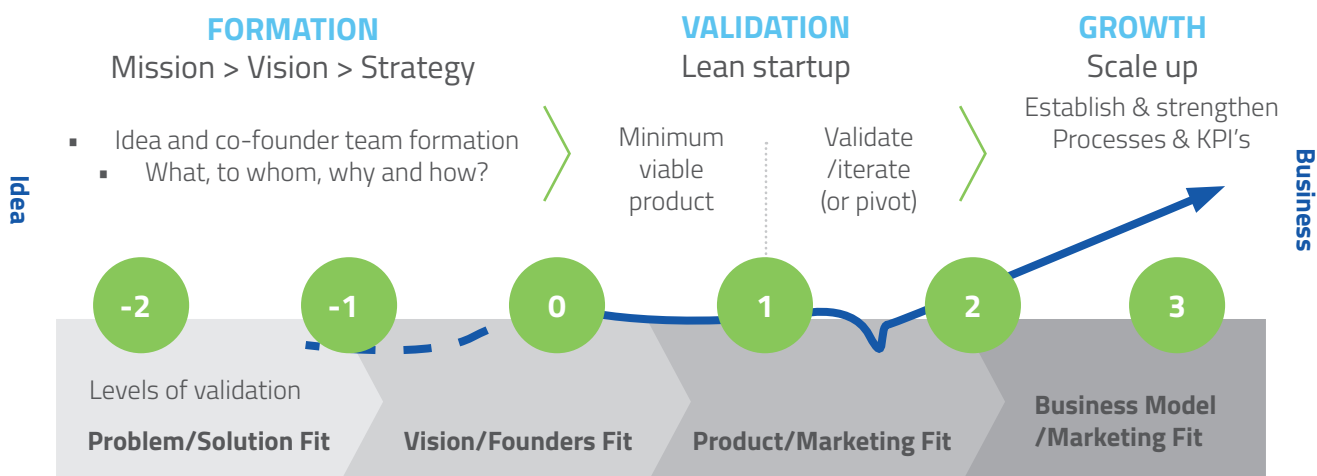 FORMATION
Mission > Vision > Strategy
▪ Idea and co-founder team formation
▪ What, to whom, why and how?
VALIDATION
Lean startup
Minimum
viable
product
Validate
/iterate
(or pivot)
GROWTH
Scale up
Establish & strengthen
Processes & KPI's
Idea
Business
-2
-1
0
1
2
3
Levels of validation
Problem/Solution Fit
Vision/Founders Fit
Product/Marketing Fit
Business Model
/Marketing Fit